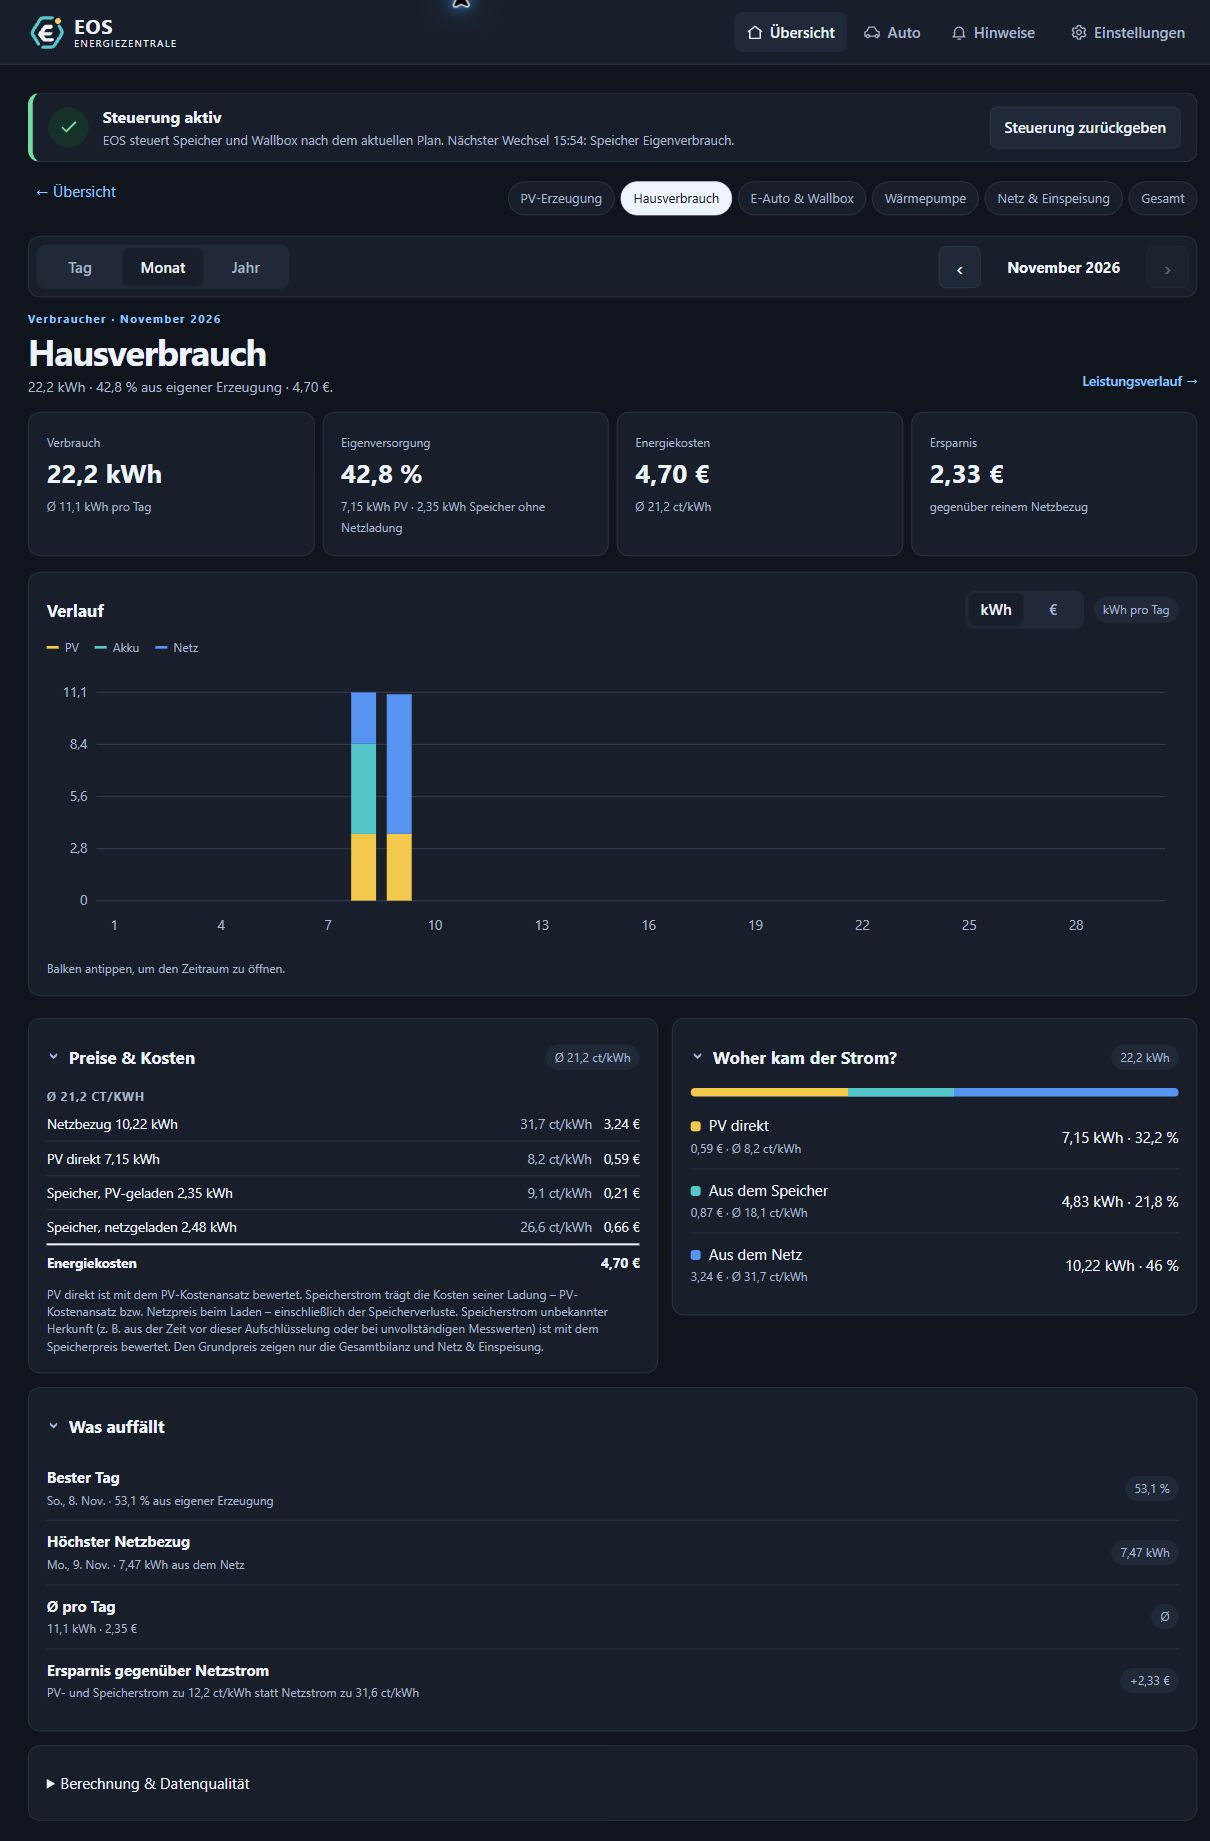 EOS
ENERGIEZENTRALE
Übersicht
Auto
Hinweise
Einstellungen
Steuerung aktiv
EOS steuert Speicher und Wallbox nach dem aktuellen Plan. Nächster Wechsel 15:54: Speicher Eigenverbrauch.
Steuerung zurückgeben
← Übersicht
PV-Erzeugung
Hausverbrauch
E-Auto & Wallbox
Wärmepumpe
Netz & Einspeisung
Gesamt
Tag
Monat
Jahr
‹
November 2026
›
Verbraucher · November 2026
Hausverbrauch
22,2 kWh · 42,8 % aus eigener Erzeugung · 4,70 €.
Leistungsverlauf →
Verbrauch
22,2 kWh
Ø 11,1 kWh pro Tag
Eigenversorgung
42,8 %
7,15 kWh PV · 2,35 kWh Speicher ohne
Netzladung
Energiekosten
4,70 €
Ø 21,2 ct/kWh
Ersparnis
2,33 €
gegenüber reinem Netzbezug
Verlauf
kWh
€
kWh pro Tag
PV
Akku
Netz
11,1
8,4
5,6
2,8
0
1
4
7
10
13
16
19
22
25
28
Balken antippen, um den Zeitraum zu öffnen.
Preise & Kosten
Ø 21,2 ct/kWh
Ø 21,2 CT/KWH
Netzbezug 10,22 kWh 31,7 ct/kWh 3,24 €
PV direkt 7,15 kWh 8,2 ct/kWh 0,59 €
Speicher, PV-geladen 2,35 kWh 9,1 ct/kWh 0,21 €
Speicher, netzgeladen 2,48 kWh 26,6 ct/kWh 0,66 €
Energiekosten 4,70 €
PV direkt ist mit dem PV-Kostenansatz bewertet. Speicherstrom trägt die Kosten seiner Ladung – PV-
Kostenansatz bzw. Netzpreis beim Laden – einschließlich der Speicherverluste. Speicherstrom unbekannter
Herkunft (z. B. aus der Zeit vor dieser Aufschlüsselung oder bei unvollständigen Messwerten) ist mit dem
Speicherpreis bewertet. Den Grundpreis zeigen nur die Gesamtbilanz und Netz & Einspeisung.
Woher kam der Strom?
22,2 kWh
PV direkt
0,59 € · Ø 8,2 ct/kWh
7,15 kWh · 32,2 %
Aus dem Speicher
0,87 € · Ø 18,1 ct/kWh
4,83 kWh · 21,8 %
Aus dem Netz
3,24 € · Ø 31,7 ct/kWh
10,22 kWh · 46 %
Was auffällt
Bester Tag
So., 8. Nov. · 53,1 % aus eigener Erzeugung
53,1 %
Höchster Netzbezug
Mo., 9. Nov. · 7,47 kWh aus dem Netz
7,47 kWh
Ø pro Tag
11,1 kWh · 2,35 €
Ø
Ersparnis gegenüber Netzstrom
PV- und Speicherstrom zu 12,2 ct/kWh statt Netzstrom zu 31,6 ct/kWh
+2,33 €
Berechnung & Datenqualität